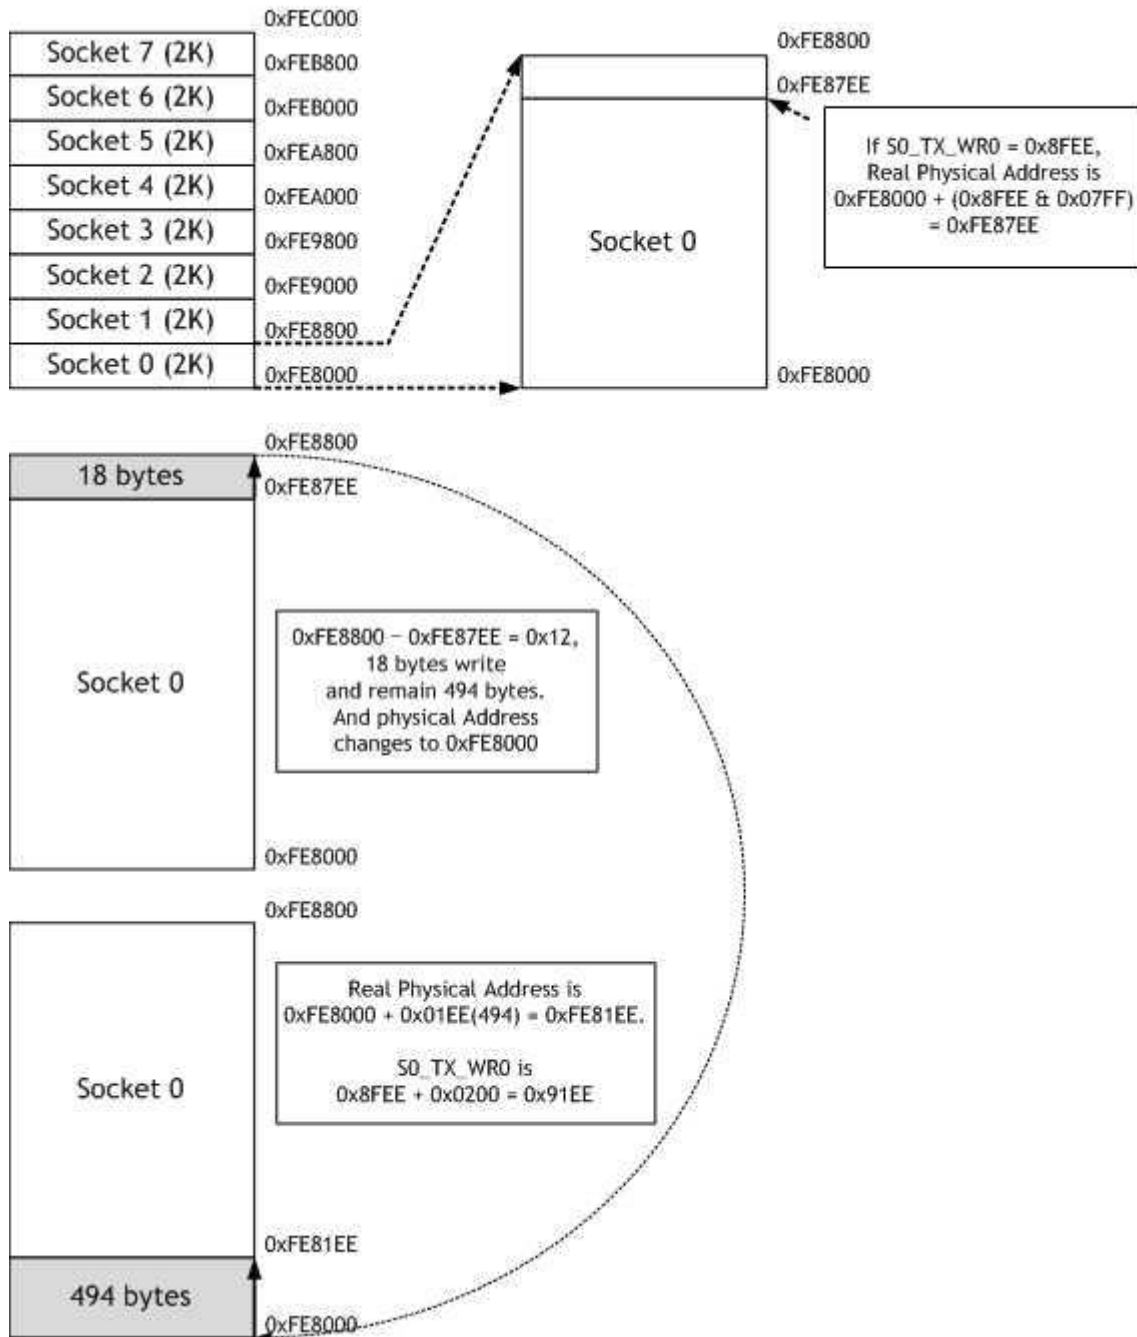 0xFEC000
Socket 7 (2K)
0xFEB800
Socket 6 (2K)
0xFEB000
Socket 5 (2K)
0xFEA800
Socket 4 (2K)
0xFEA000
Socket 3 (2K)
0xFE9800
Socket 2 (2K)
0xFE9000
Socket 1 (2K)
0xFE8800
Socket 0 (2K)
0xFE8000
0xFE8800
0xFE87EE
Socket 0
0xFE8000
If S0_TX_WR0 = 0x8FEE,
Real Physical Address is
0xFE8000 + (0x8FEE & 0x07FF)
= 0xFE87EE
0xFE8800
18 bytes
0xFE87EE
Socket 0
0xFE8800 − 0xFE87EE = 0x12,
18 bytes write
and remain 494 bytes.
And physical Address
changes to 0xFE8000
0xFE8000
0xFE8800
Socket 0
Real Physical Address is
0xFE8000 + 0x01EE(494) = 0xFE81EE.
S0_TX_WR0 is
0x8FEE + 0x0200 = 0x91EE
0xFE81EE
494 bytes
0xFE8000